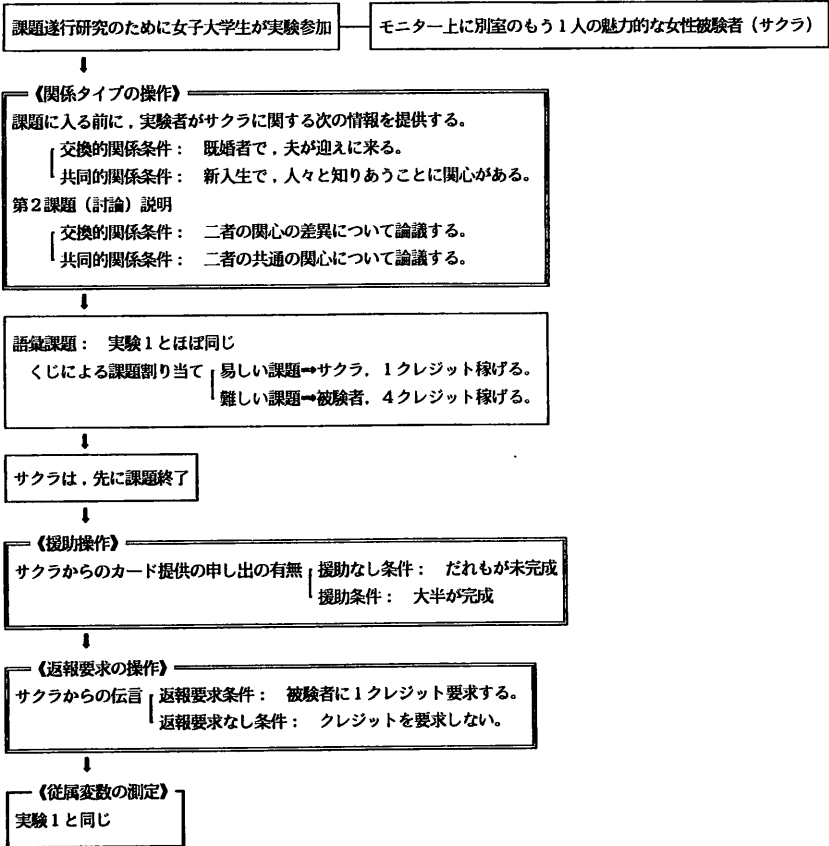 課題遂行研究のために女子大学生が実験参加
モニター上に別室のもう1人の魅力的な女性被験者（サクラ）
《関係タイプの操作》
課題に入る前に，実験者がサクラに関する次の情報を提供する。
交換的関係条件： 既婚者で，夫が迎えに来る。
共同的関係条件： 新入生で，人々と知りあうことに関心がある。
第2課題（討論）説明
交換的関係条件： 二者の関心の差異について論議する。
共同的関係条件： 二者の共通の関心について論議する。
語彙課題： 実験1とほぼ同じ
くじによる課題割り当て 易しい課題➡サクラ，1クレジット稼げる。
難しい課題➡被験者，4クレジット稼げる。
サクラは，先に課題終了
《援助操作》
サクラからのカード提供の申し出の有無 援助なし条件： だれもが未完成
援助条件： 大半が完成
《返報要求の操作》
サクラからの伝言 返報要求条件： 被験者に1クレジット要求する。
返報要求なし条件： クレジットを要求しない。
《従属変数の測定》
実験1と同じ